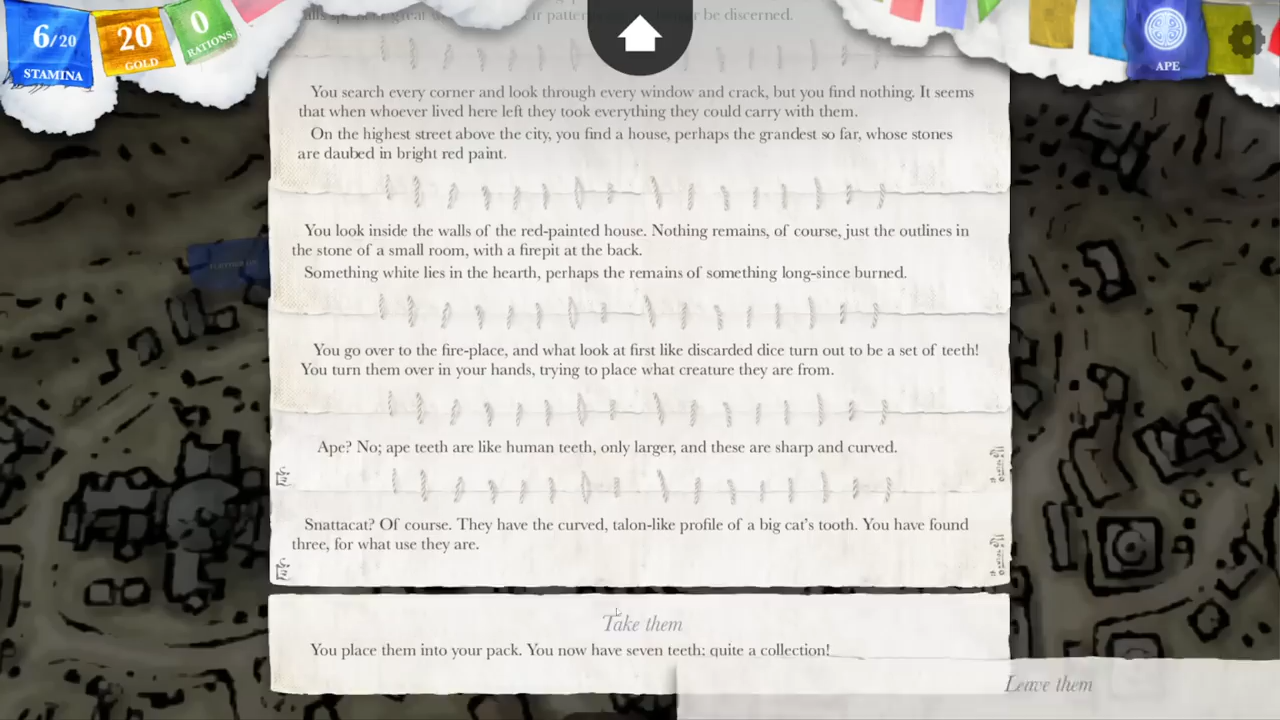 6/20
STAMINA
20
GOLD
0
RATIONS
APE
their pattern be discerned.
You search every corner and look through every window and crack, but you find nothing. It seems
that when whoever lived here left they took everything they could carry with them.
On the highest street above the city, you find a house, perhaps the grandest so far, whose stones
are daubed in bright red paint.
You look inside the walls of the red-painted house. Nothing remains, of course, just the outlines in
the stone of a small room, with a firepit at the back.
Something white lies in the hearth, perhaps the remains of something long-since burned.
You go over to the fire-place, and what look at first like discarded dice turn out to be a set of teeth!
You turn them over in your hands, trying to place what creature they are from.
Ape? No; ape teeth are like human teeth, only larger, and these are sharp and curved.
Snattacat? Of course. They have the curved, talon-like profile of a big cat's tooth. You have found
three, for what use they are.
Take them
You place them into your pack. You now have seven teeth: quite a collection!
Leave them